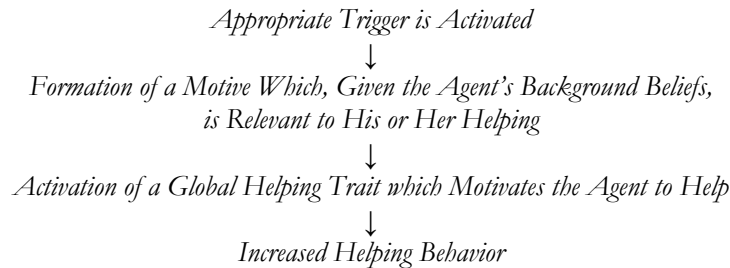 Appropriate Trigger is Activated
↓
Formation of a Motive Which, Given the Agent's Background Beliefs,
is Relevant to His or Her Helping
↓
Activation of a Global Helping Trait which Motivates the Agent to Help
↓
Increased Helping Behavior